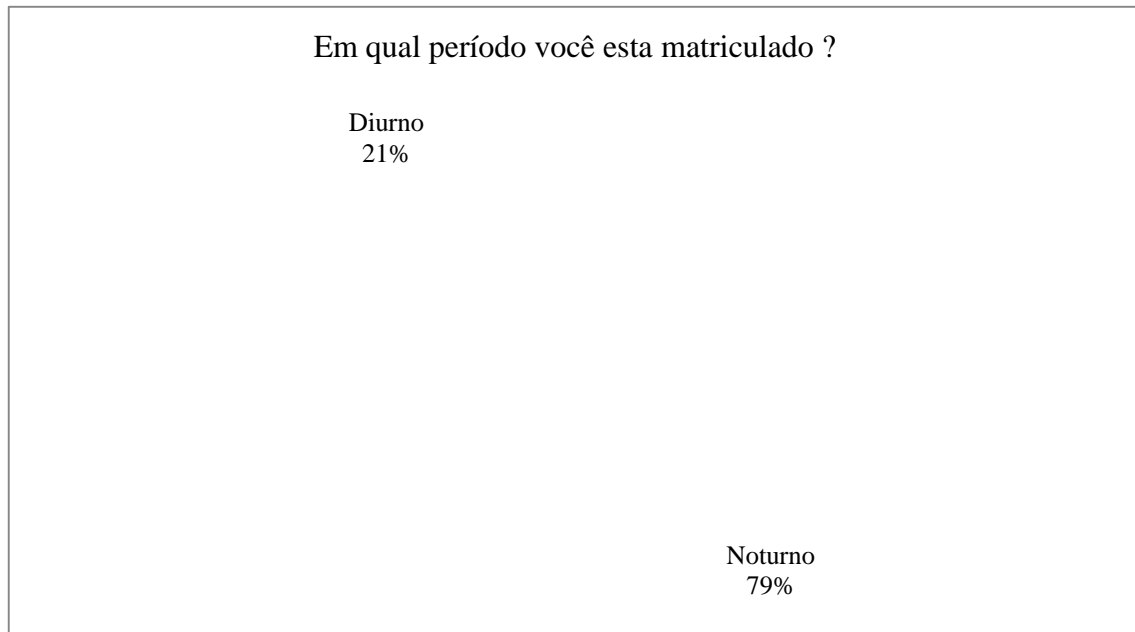 Em qual período você esta matriculado ?
Diurno
21%
Noturno
79%